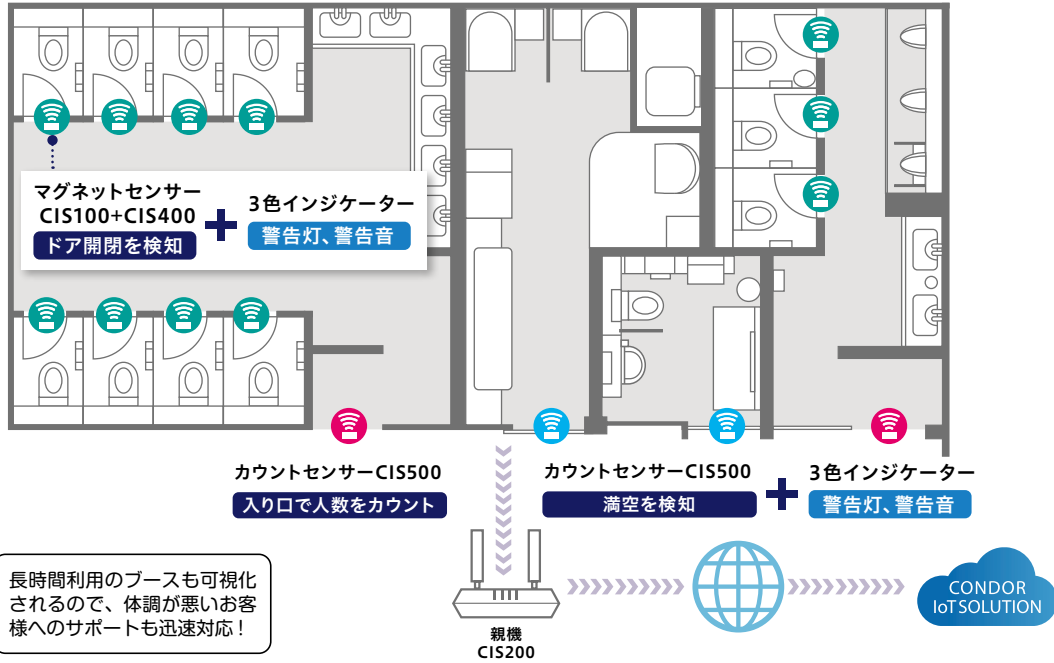 マグネットセンサー
CIS100+CIS400
ドア開閉を検知
3色インジケーター
警告灯、警告音
カウントセンサーCIS500
入り口で人数をカウント
カウントセンサーCIS500
満空を検知
3色インジケーター
警告灯、警告音
長時間利用のブースも可視化
されるので、体調が悪いお客
様へのサポートも迅速対応！
親機
CIS200
CONDOR
IoT SOLUTION